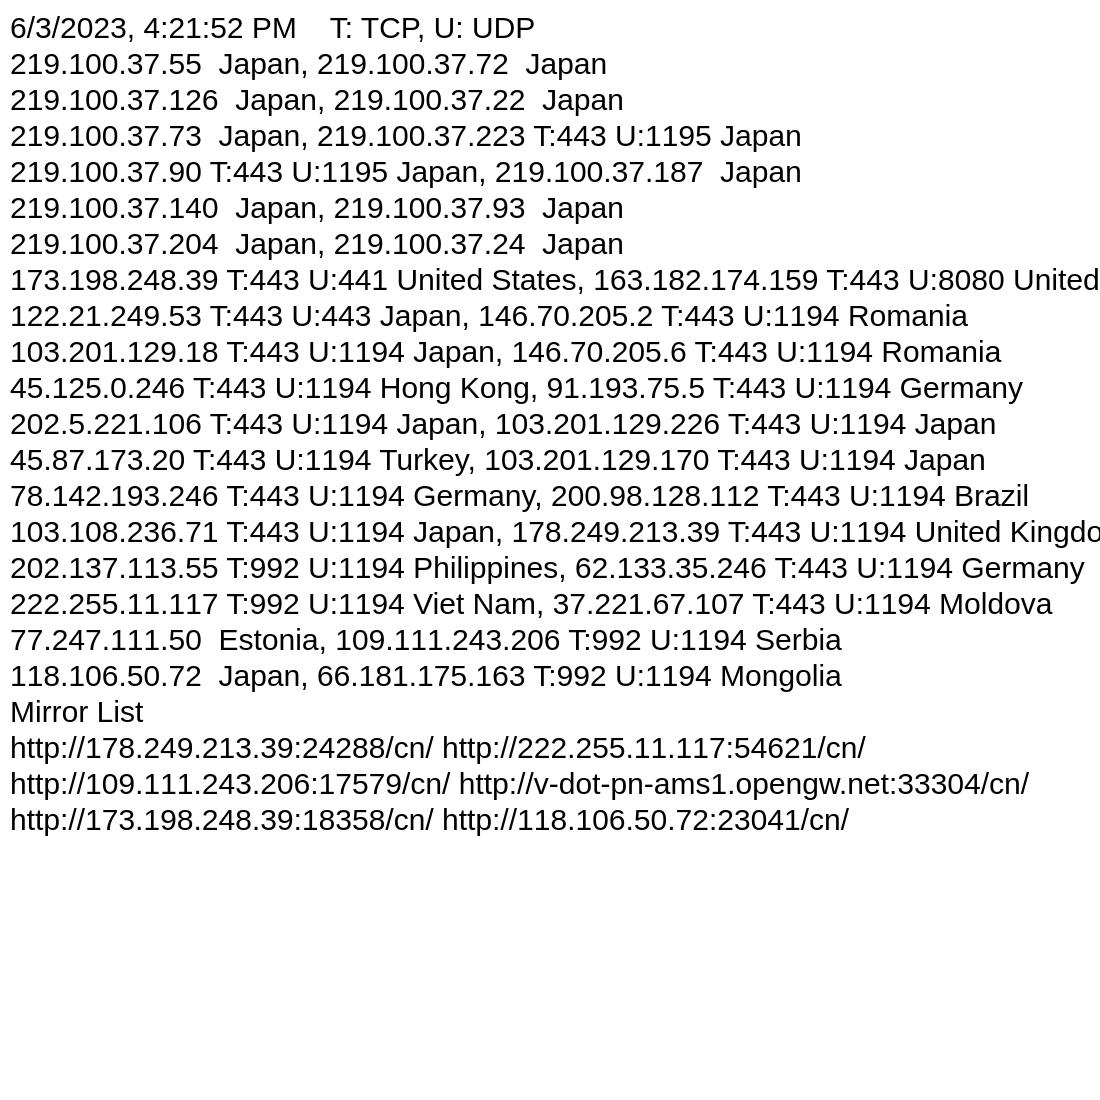 6/3/2023, 4:21:52 PM    T: TCP, U: UDP
219.100.37.55  Japan, 219.100.37.72  Japan
219.100.37.126  Japan, 219.100.37.22  Japan
219.100.37.73  Japan, 219.100.37.223 T:443 U:1195 Japan
219.100.37.90 T:443 U:1195 Japan, 219.100.37.187  Japan
219.100.37.140  Japan, 219.100.37.93  Japan
219.100.37.204  Japan, 219.100.37.24  Japan
173.198.248.39 T:443 U:441 United States, 163.182.174.159 T:443 U:8080 United
122.21.249.53 T:443 U:443 Japan, 146.70.205.2 T:443 U:1194 Romania
103.201.129.18 T:443 U:1194 Japan, 146.70.205.6 T:443 U:1194 Romania
45.125.0.246 T:443 U:1194 Hong Kong, 91.193.75.5 T:443 U:1194 Germany
202.5.221.106 T:443 U:1194 Japan, 103.201.129.226 T:443 U:1194 Japan
45.87.173.20 T:443 U:1194 Turkey, 103.201.129.170 T:443 U:1194 Japan
78.142.193.246 T:443 U:1194 Germany, 200.98.128.112 T:443 U:1194 Brazil
103.108.236.71 T:443 U:1194 Japan, 178.249.213.39 T:443 U:1194 United Kingdo
202.137.113.55 T:992 U:1194 Philippines, 62.133.35.246 T:443 U:1194 Germany
222.255.11.117 T:992 U:1194 Viet Nam, 37.221.67.107 T:443 U:1194 Moldova
77.247.111.50  Estonia, 109.111.243.206 T:992 U:1194 Serbia
118.106.50.72  Japan, 66.181.175.163 T:992 U:1194 Mongolia
Mirror List
http://178.249.213.39:24288/cn/ http://222.255.11.117:54621/cn/
http://109.111.243.206:17579/cn/ http://v-dot-pn-ams1.opengw.net:33304/cn/
http://173.198.248.39:18358/cn/ http://118.106.50.72:23041/cn/